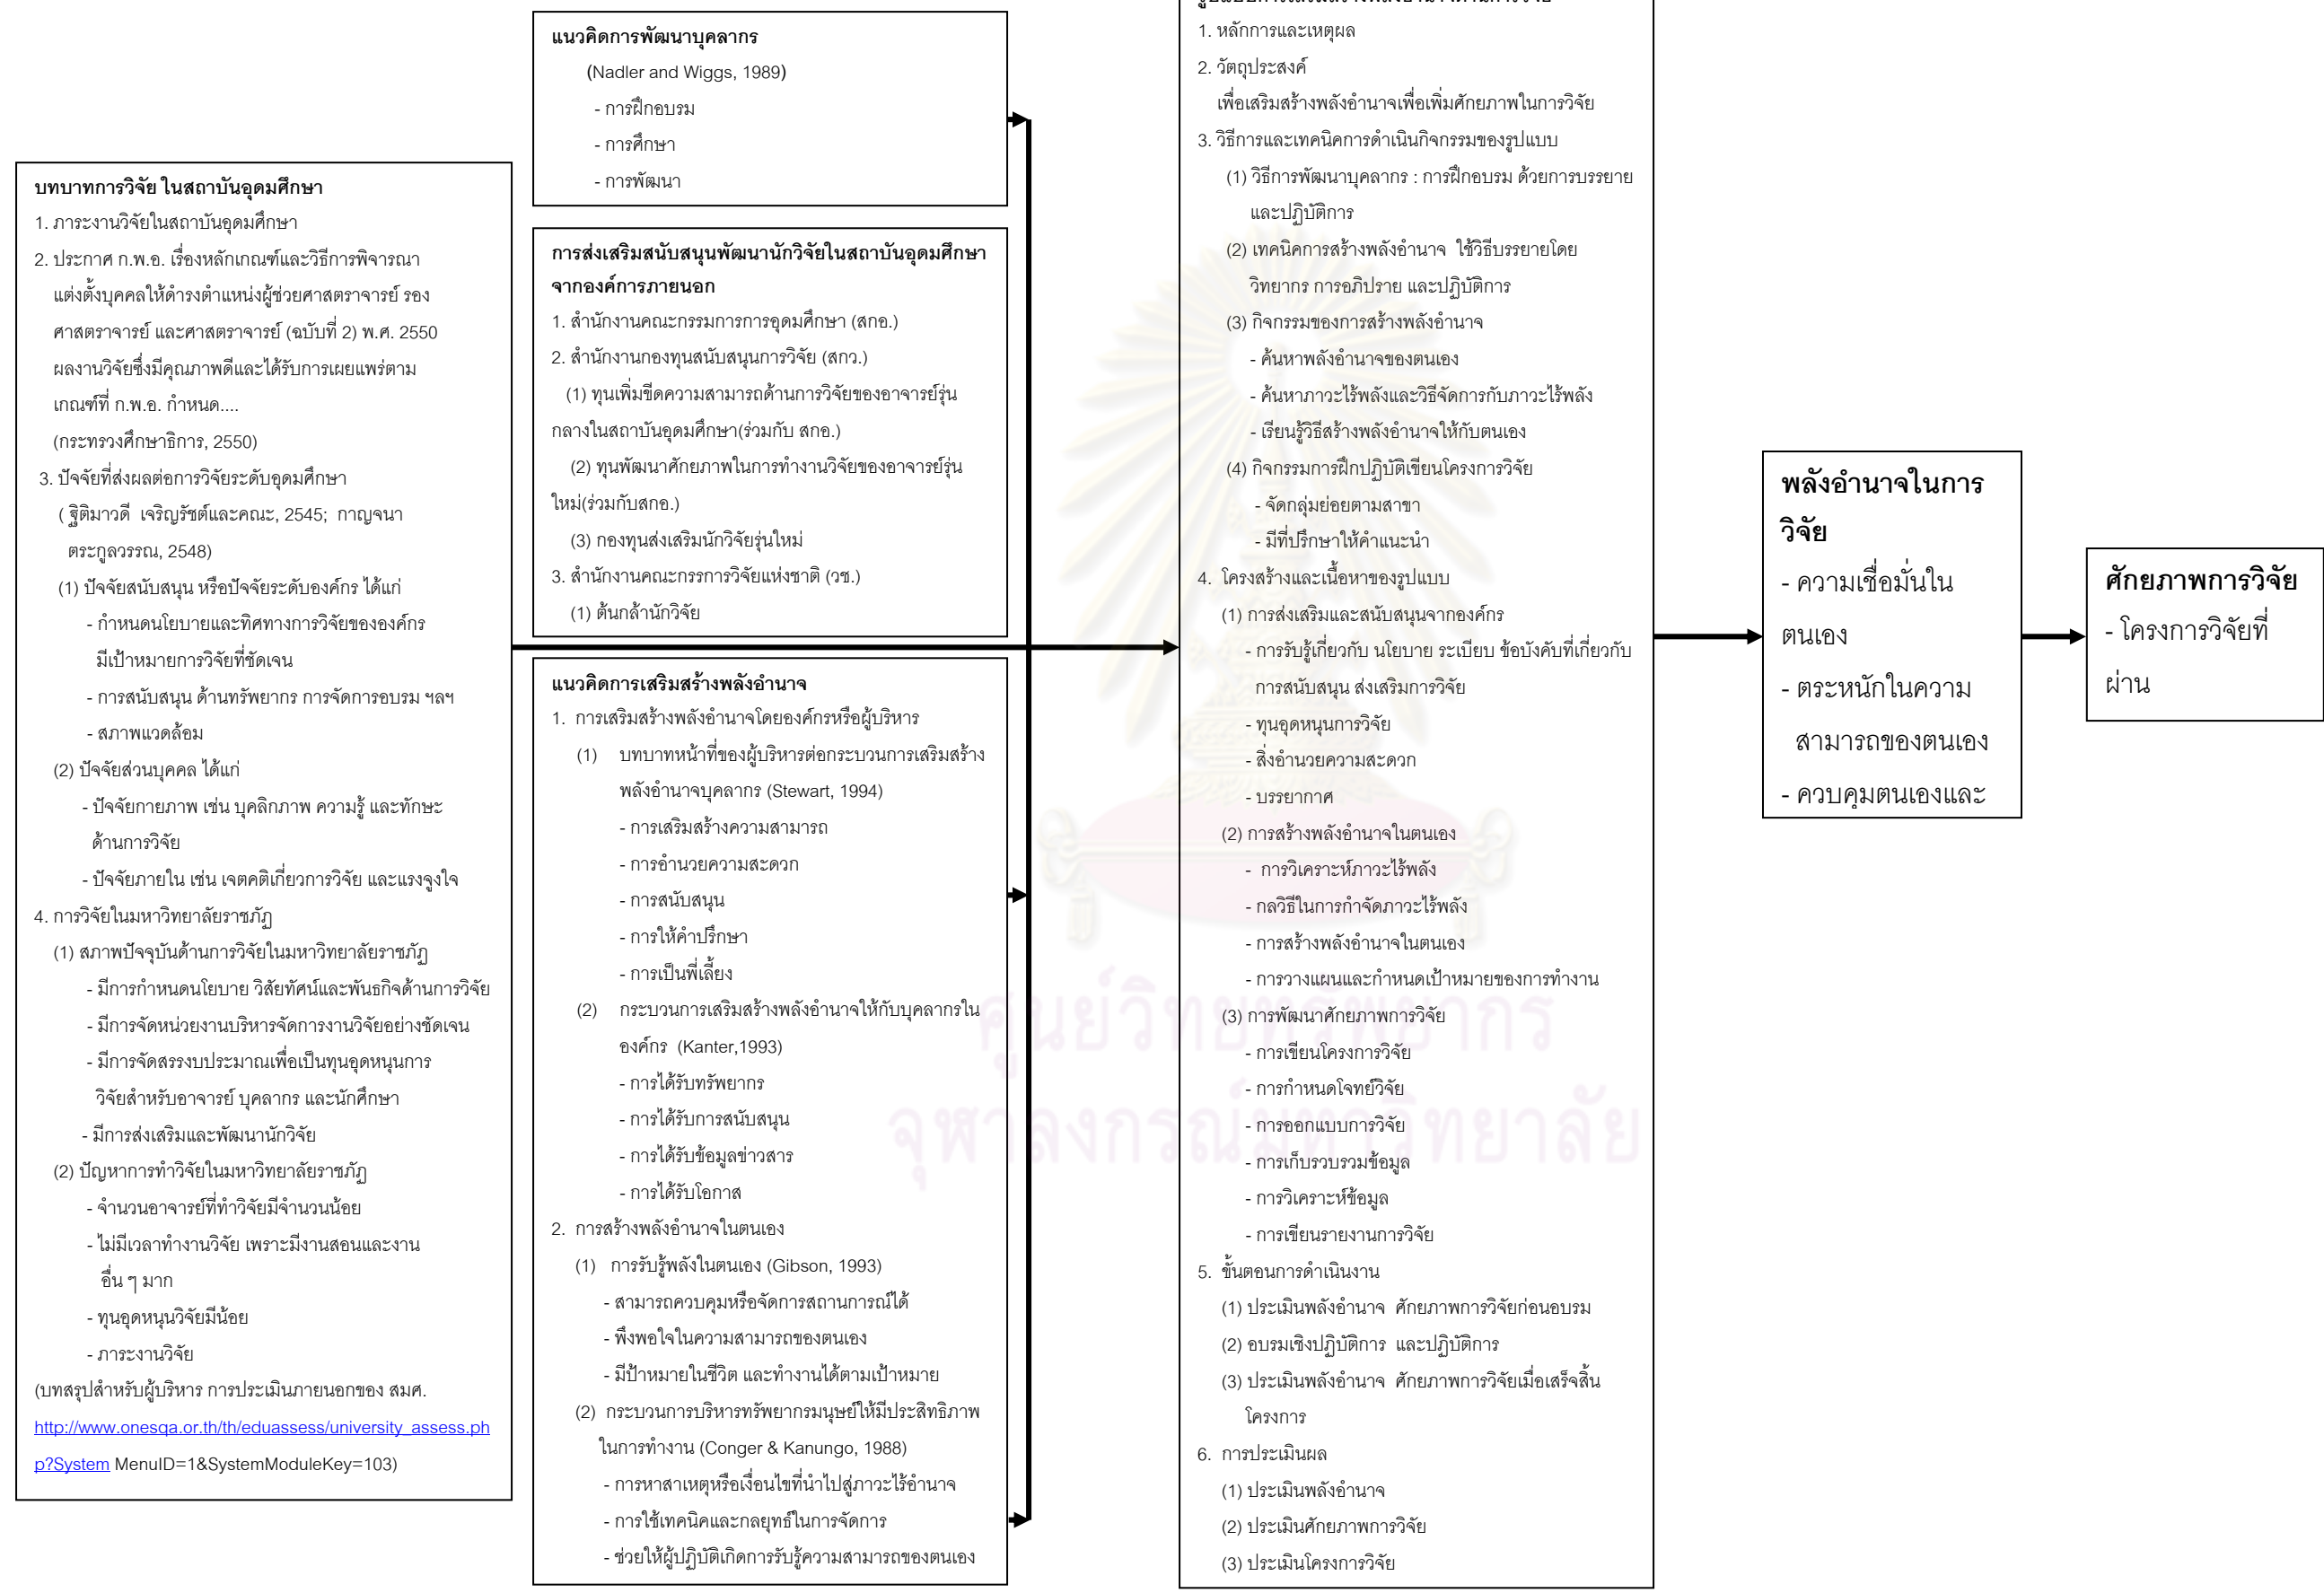 บทบาทการวิจัย ในสถาบันอุดมศึกษา
1. ภาระงานวิจัยในสถาบันอุดมศึกษา
2. ประกาศ ก.พ.อ. เรื่องหลักเกณฑ์และวิธีการพิจารณา
แต่งตั้งบุคคลให้ดำรงตำแหน่งผู้ช่วยศาสตราจารย์ รอง
ศาสตราจารย์ และศาสตราจารย์ (ฉบับที่ 2) พ.ศ. 2550
ผลงานวิจัยซึ่งมีคุณภาพดีและได้รับการเผยแพร่ตาม
เกณฑ์ที่ ก.พ.อ. กำหนด....
(กระทรวงศึกษาธิการ, 2550)
3. ปัจจัยที่ส่งผลต่อการวิจัยระดับอุดมศึกษา
( ฐิติมาวดี เจริญรัชต์และคณะ, 2545; กาญจนา
ตระกูลวรรณ, 2548)
(1) ปัจจัยสนับสนุน หรือปัจจัยระดับองค์กร ได้แก่
- กำหนดนโยบายและทิศทางการวิจัยขององค์กร
มีเป้าหมายการวิจัยที่ชัดเจน
- การสนับสนุน ด้านทรัพยากร การจัดการอบรม ฯลฯ
- สภาพแวดล้อม
(2) ปัจจัยส่วนบุคคล ได้แก่
- ปัจจัยกายภาพ เช่น บุคลิกภาพ ความรู้ และทักษะ
ด้านการวิจัย
- ปัจจัยภายใน เช่น เจตคติเกี่ยวการวิจัย และแรงจูงใจ
4. การวิจัยในมหาวิทยาลัยราชภัฏ
(1) สภาพปัจจุบันด้านการวิจัยในมหาวิทยาลัยราชภัฏ
- มีการกำหนดนโยบาย วิสัยทัศน์และพันธกิจด้านการวิจัย
- มีการจัดหน่วยงานบริหารจัดการงานวิจัยอย่างชัดเจน
- มีการจัดสรรงบประมาณเพื่อเป็นทุนอุดหนุนการ
วิจัยสำหรับอาจารย์ บุคลากร และนักศึกษา
- มีการส่งเสริมและพัฒนานักวิจัย
(2) ปัญหาการทำวิจัยในมหาวิทยาลัยราชภัฏ
- จำนวนอาจารย์ที่ทำวิจัยมีจำนวนน้อย
- ไม่มีเวลาทำงานวิจัย เพราะมีงานสอนและงาน
อื่น ๆ มาก
- ทุนอุดหนุนวิจัยมีน้อย
- ภาระงานวิจัย
(บทสรุปสำหรับผู้บริหาร การประเมินภายนอกของ สมศ.
http://www.onesqa.or.th/th/eduassess/university_assess.ph
p?System MenuID=1&SystemModuleKey=103)
แนวคิดการพัฒนาบุคลากร
(Nadler and Wiggs, 1989)
- การฝึกอบรม
- การศึกษา
- การพัฒนา
การส่งเสริมสนับสนุนพัฒนานักวิจัยในสถาบันอุดมศึกษา
จากองค์การภายนอก
1. สำนักงานคณะกรรมการการอุดมศึกษา (สกอ.)
2. สำนักงานกองทุนสนับสนุนการวิจัย (สกว.)
(1) ทุนเพิ่มขีดความสามารถด้านการวิจัยของอาจารย์รุ่น
กลางในสถาบันอุดมศึกษา(ร่วมกับ สกอ.)
(2) ทุนพัฒนาศักยภาพในการทำงานวิจัยของอาจารย์รุ่น
ใหม่(ร่วมกับสกอ.)
(3) กองทุนส่งเสริมนักวิจัยรุ่นใหม่
3. สำนักงานคณะกรรการวิจัยแห่งชาติ (วช.)
(1) ต้นกล้านักวิจัย
แนวคิดการเสริมสร้างพลังอำนาจ
1. การเสริมสร้างพลังอำนาจโดยองค์กรหรือผู้บริหาร
(1) บทบาทหน้าที่ของผู้บริหารต่อกระบวนการเสริมสร้าง
พลังอำนาจบุคลากร (Stewart, 1994)
- การเสริมสร้างความสามารถ
- การอำนวยความสะดวก
- การสนับสนุน
- การให้คำปรึกษา
- การเป็นพี่เลี้ยง
(2) กระบวนการเสริมสร้างพลังอำนาจให้กับบุคลากรใน
องค์กร (Kanter,1993)
- การได้รับทรัพยากร
- การได้รับการสนับสนุน
- การได้รับข้อมูลข่าวสาร
- การได้รับโอกาส
2. การสร้างพลังอำนาจในตนเอง
(1) การรับรู้พลังในตนเอง (Gibson, 1993)
- สามารถควบคุมหรือจัดการสถานการณ์ได้
- พึงพอใจในความสามารถของตนเอง
- มีป้าหมายในชีวิต และทำงานได้ตามเป้าหมาย
(2) กระบวนการบริหารทรัพยากรมนุษย์ให้มีประสิทธิภาพ
ในการทำงาน (Conger & Kanungo, 1988)
- การหาสาเหตุหรือเงื่อนไขที่นำไปสู่ภาวะไร้อำนาจ
- การใช้เทคนิคและกลยุทธ์ในการจัดการ
- ช่วยให้ผู้ปฏิบัติเกิดการรับรู้ความสามารถของตนเอง
รูปแบบการเสริมสร้างพลังอำนาจด้านการวิจัย
1. หลักการและเหตุผล
2. วัตถุประสงค์
เพื่อเสริมสร้างพลังอำนาจเพื่อเพิ่มศักยภาพในการวิจัย
3. วิธีการและเทคนิคการดำเนินกิจกรรมของรูปแบบ
(1) วิธีการพัฒนาบุคลากร : การฝึกอบรม ด้วยการบรรยาย
และปฏิบัติการ
(2) เทคนิคการสร้างพลังอำนาจ ใช้วิธีบรรยายโดย
วิทยากร การอภิปราย และปฏิบัติการ
(3) กิจกรรมของการสร้างพลังอำนาจ
- ค้นหาพลังอำนาจของตนเอง
- ค้นหาภาวะไร้พลังและวิธีจัดการกับภาวะไร้พลัง
- เรียนรู้วิธีสร้างพลังอำนาจให้กับตนเอง
(4) กิจกรรมการฝึกปฏิบัติเขียนโครงการวิจัย
- จัดกลุ่มย่อยตามสาขา
- มีที่ปรึกษาให้คำแนะนำ
4. โครงสร้างและเนื้อหาของรูปแบบ
(1) การส่งเสริมและสนับสนุนจากองค์กร
- การรับรู้เกี่ยวกับ นโยบาย ระเบียบ ข้อบังคับที่เกี่ยวกับ
การสนับสนุน ส่งเสริมการวิจัย
- ทุนอุดหนุนการวิจัย
- สิ่งอำนวยความสะดวก
- บรรยากาศ
(2) การสร้างพลังอำนาจในตนเอง
- การวิเคราะห์ภาวะไร้พลัง
- กลวิธีในการกำจัดภาวะไร้พลัง
- การสร้างพลังอำนาจในตนเอง
- การวางแผนและกำหนดเป้าหมายของการทำงาน
(3) การพัฒนาศักยภาพการวิจัย
- การเขียนโครงการวิจัย
- การกำหนดโจทย์วิจัย
- การออกแบบการวิจัย
- การเก็บรวบรวมข้อมูล
- การวิเคราะห์ข้อมูล
- การเขียนรายงานการวิจัย
5. ขั้นตอนการดำเนินงาน
(1) ประเมินพลังอำนาจ ศักยภาพการวิจัยก่อนอบรม
(2) อบรมเชิงปฏิบัติการ และปฏิบัติการ
(3) ประเมินพลังอำนาจ ศักยภาพการวิจัยเมื่อเสร็จสิ้น
โครงการ
6. การประเมินผล
(1) ประเมินพลังอำนาจ
(2) ประเมินศักยภาพการวิจัย
(3) ประเมินโครงการวิจัย
พลังอำนาจในการ
วิจัย
- ความเชื่อมั่นใน
ตนเอง
- ตระหนักในความ
สามารถของตนเอง
- ควบคุมตนเองและ
ศักยภาพการวิจัย
- โครงการวิจัยที่
ผ่าน
ศูนย์วิทยทรัพยากร
จุฬาลงกรณ์มหาวิทยาลัย